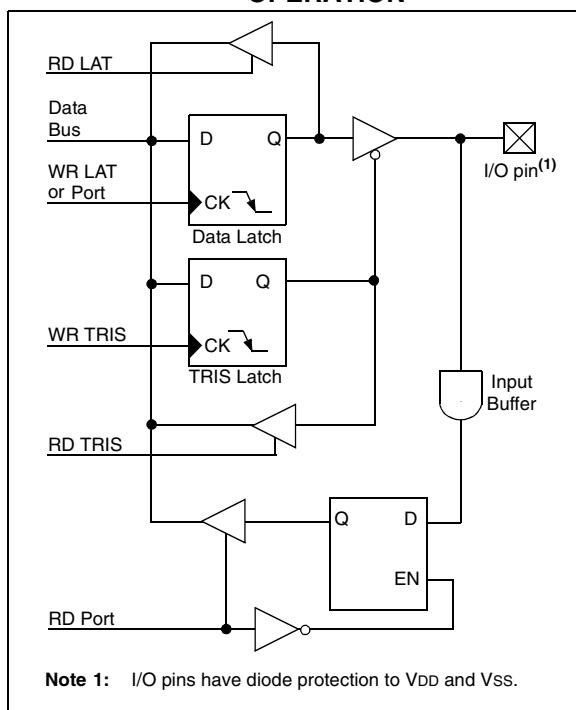 OPERATION
RD LAT
Data
Bus
D Q
WR LAT
or Port
CK
Data Latch
I/O pin(1)
D Q
WR TRIS
CK
TRIS Latch
Input
Buffer
RD TRIS
Q D
EN
RD Port
Note 1: I/O pins have diode protection to VDD and VSS.